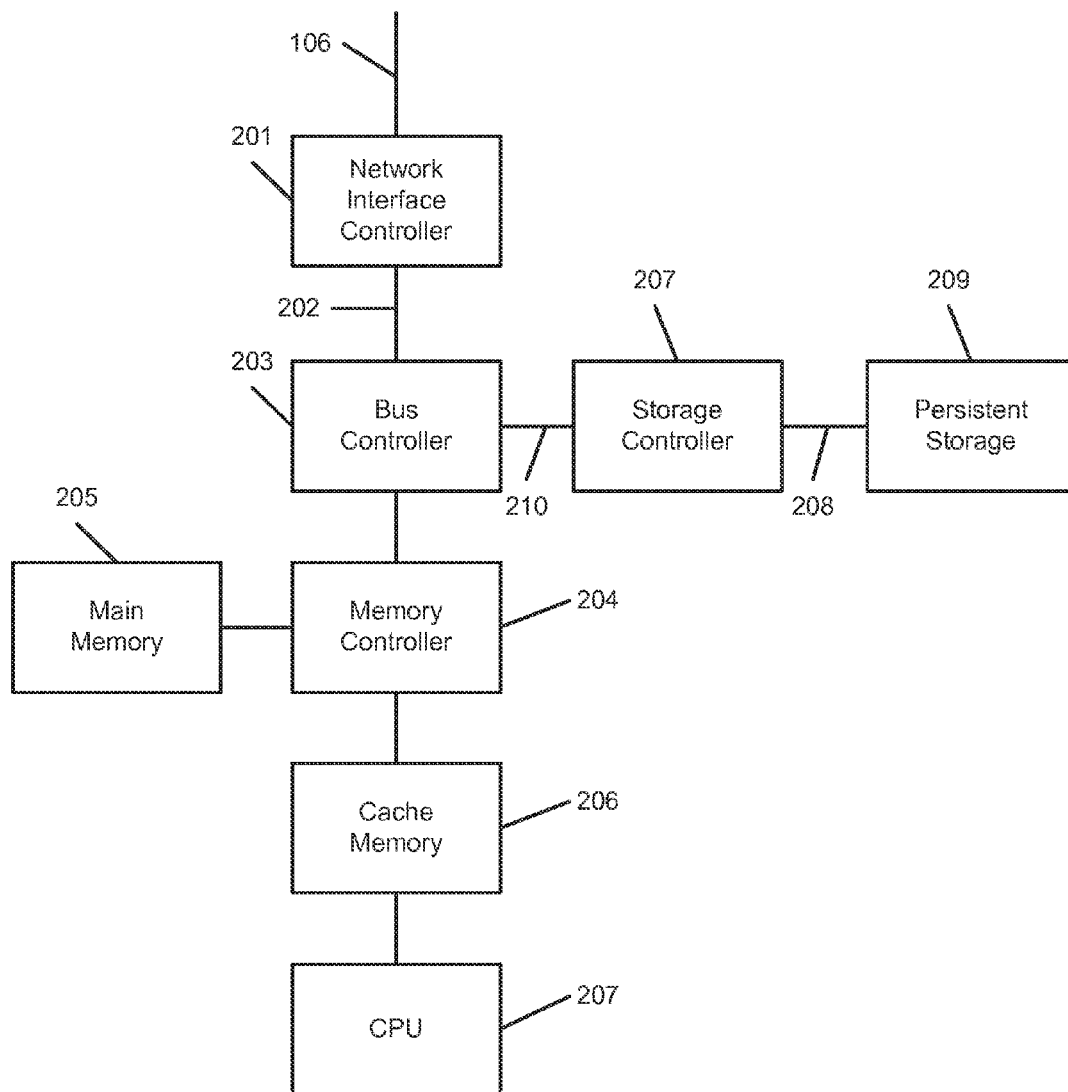 106
201
Network
Interface
Controller
202
207
209
203
Bus
Controller
Storage
Controller
Persistent
Storage
210
208
205
Main
Memory
Memory
Controller
204
Cache
Memory
206
CPU
207